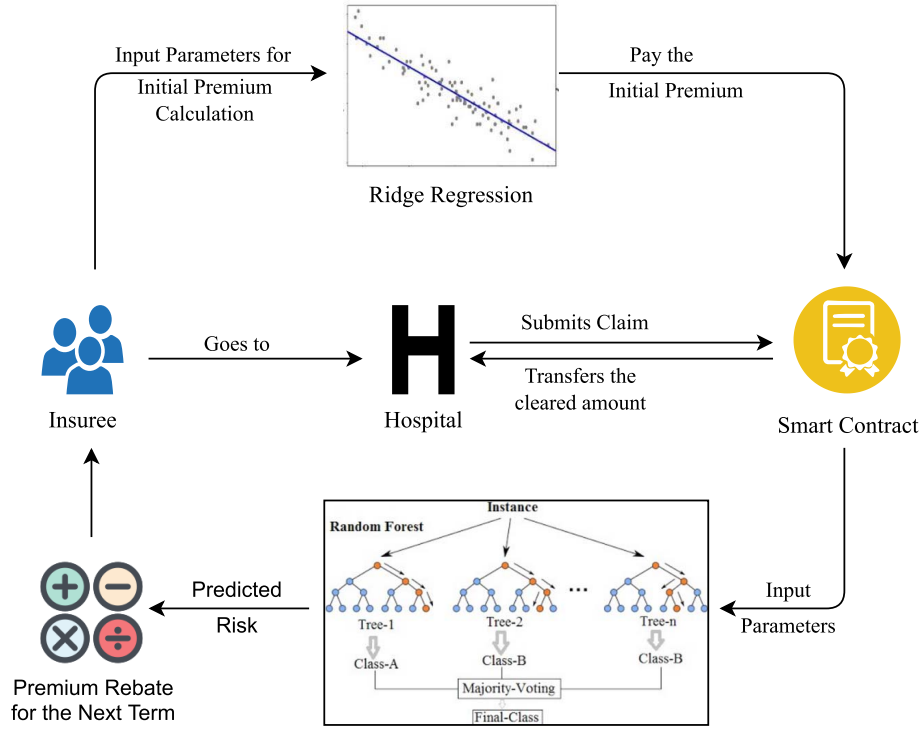 Input Parameters for
Initial Premium
Calculation
Pay the
Initial Premium
Ridge Regression
Goes to
Submits Claim
Transfers the
cleared amount
Insuree
Hospital
Smart Contract
Instance
Random Forest
Tree-1
Tree-2
...
Tree-n
Class-A
Class-B
Class-B
Majority-Voting
Final-Class
Input
Parameters
Predicted
Risk
Premium Rebate
for the Next Term